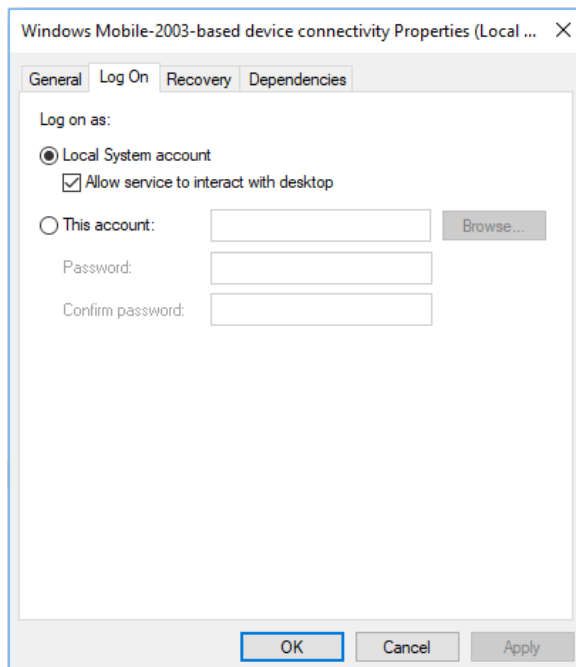 Windows Mobile-2003-based device connectivity Properties (Local ...
General Log On Recovery Dependencies
Log on as:
Local System account
Allow service to interact with desktop
This account: Browse...
Password:
Confirm password:
OK Cancel Apply